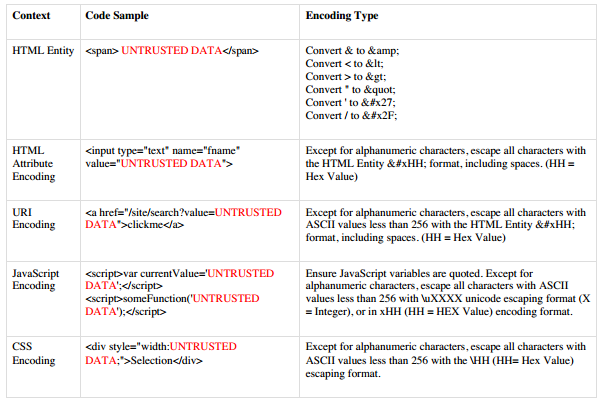 Context Code Sample Encoding Type
HTML Entity <span> UNTRUSTED DATA</span> Convert & to &amp;
Convert < to &lt;
Convert > to &gt;
Convert " to &quot;
Convert ' to &#x27;
Convert / to &#x2F;
HTML Attribute Encoding
<input type="text" name="fname"
value="UNTRUSTED DATA">
Except for alphanumeric characters, escape all characters with
the HTML Entity &#xHH; format, including spaces. (HH =
Hex Value)
URI Encoding
<a href="/site/search?value=UNTRUSTED
DATA">clickme</a>
Except for alphanumeric characters, escape all characters with
ASCII values less than 256 with the HTML Entity &#xHH;
format, including spaces. (HH = Hex Value)
JavaScript Encoding
<script>var currentValue='UNTRUSTED
DATA';</script>
<script>someFunction('UNTRUSTED
DATA');</script>
Ensure JavaScript variables are quoted. Except for
alphanumeric characters, escape all characters with ASCII
values less than 256 with \uXXXX unicode escaping format (X
= Integer), or in xHH (HH = HEX Value) encoding format.
CSS Encoding
<div style="width:UNTRUSTED
DATA;">Selection</div>
Except for alphanumeric characters, escape all characters with
ASCII values less than 256 with the \HH (HH= Hex Value)
escaping format.